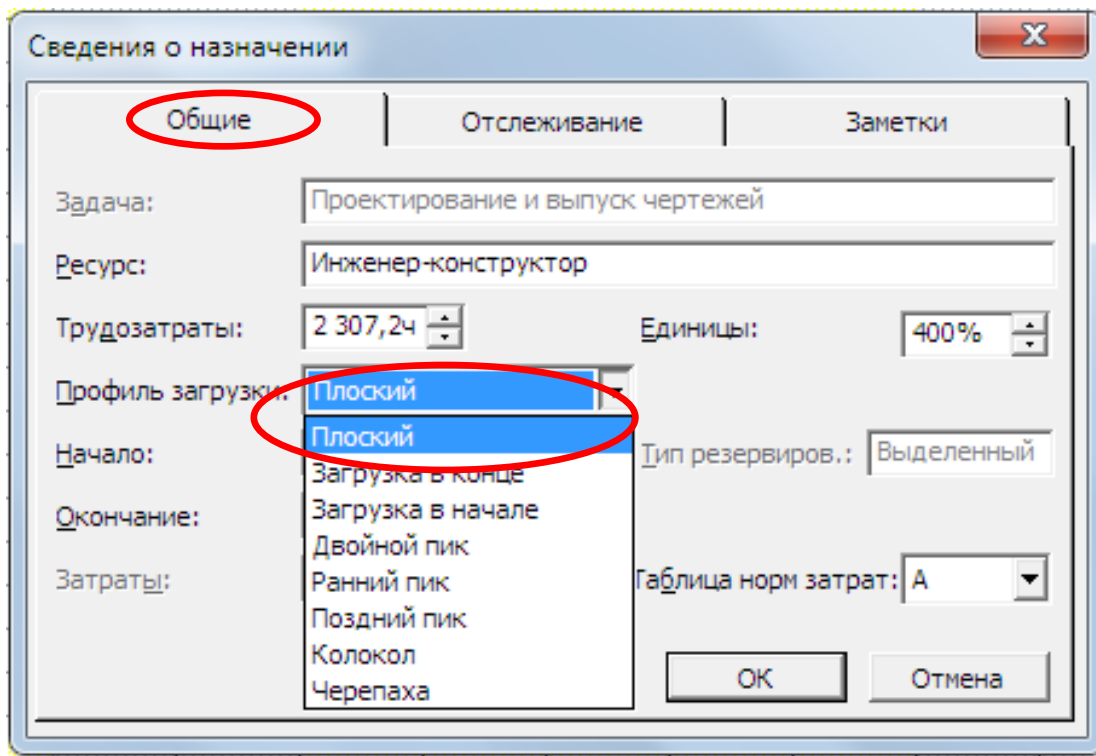 Сведения о назначении
Общие
Отслеживание
Заметки
Задача: Проектирование и выпуск чертежей
Ресурс: Инженер-конструктор
Трудозатраты: 2 307,2ч Единицы: 400%
Профиль загрузки: Плоский
Плоский
Начало: Тип резервиров.: Выделенный
Загрузка в конце
Загрузка в начале
Окончание:
Двойной пик
Затраты: Ранний пик Таблица норм затрат: A
Поздний пик
Колокол
Черепаха
ОК Отмена